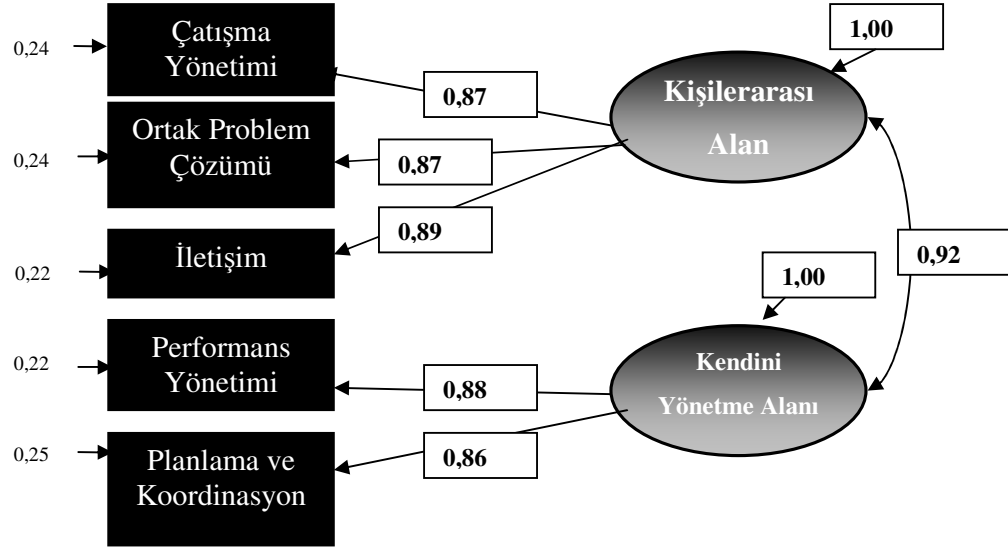 0,24
Çatışma
Yönetimi
0,87
1,00
Kişilerarası
Alan
0,24
Ortak Problem
Çözümü
0,87
0,22
İletişim
0,89
0,92
1,00
0,22
Performans
Yönetimi
0,88
Kendini
Yönetme Alanı
0,25
Planlama ve
Koordinasyon
0,86